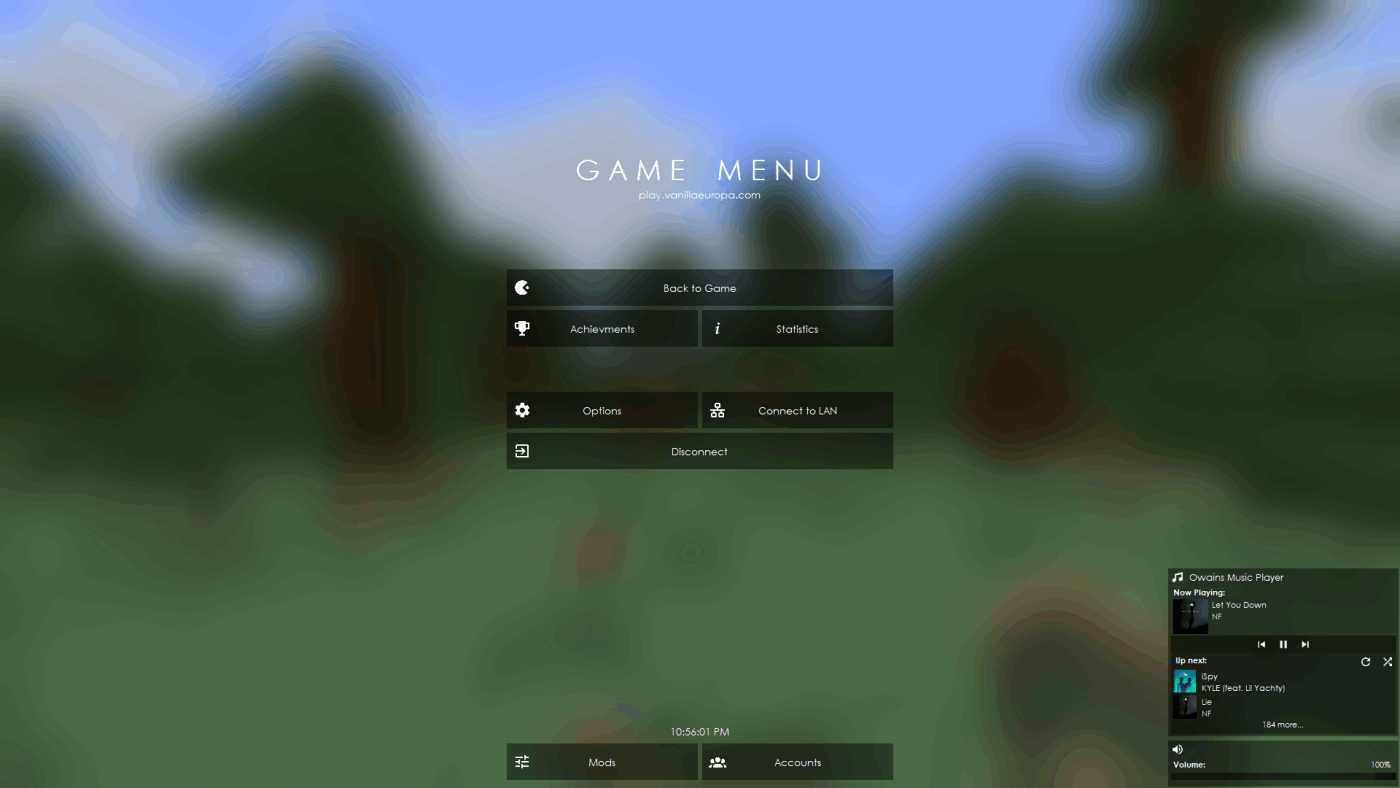 GAME MENU
play.vanillaeuropa.com
Back to Game
Achievments
Statistics
Options
Connect to LAN
Disconnect
Owains Music Player
Now Playing:
Let You Down
NF
Up next:
iSpy
KYLE (feat. Lil Yachty)
Lie
NF
184 more...
10:56:01 PM
Mods
Accounts
Volume:
100%